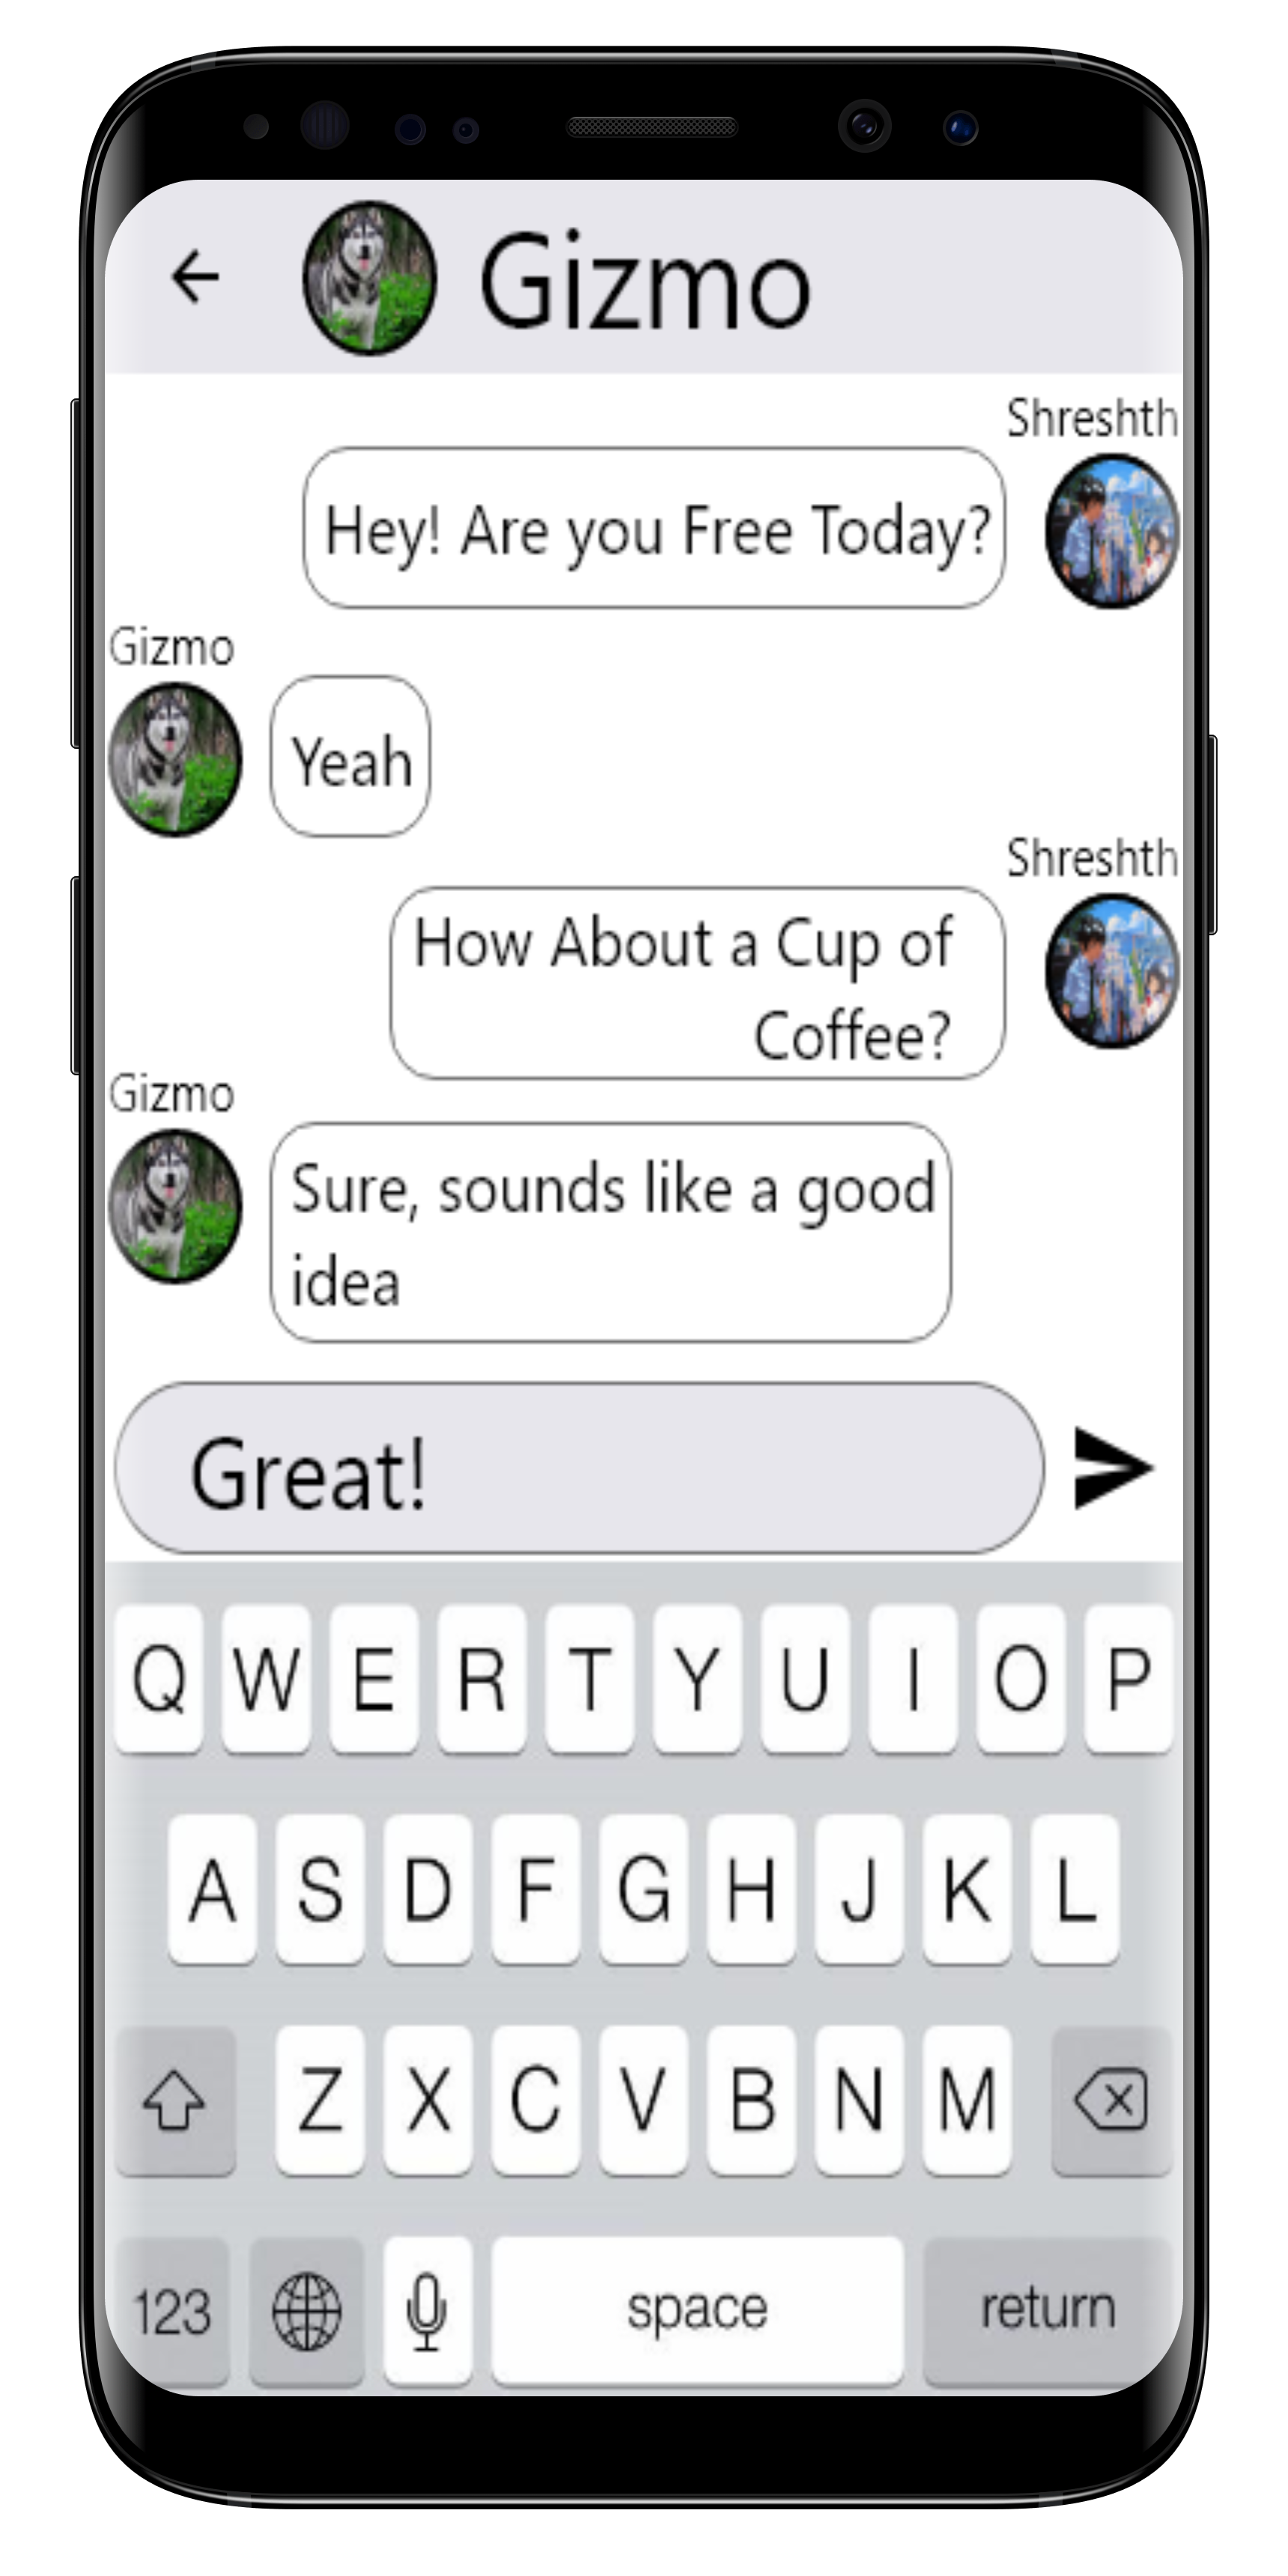 Gizmo
Shreshth
Hey! Are you Free Today?
Gizmo
Yeah
Shreshth
How About a Cup of
Coffee?
Gizmo
Sure, sounds like a good
idea
Great!
Q W E R T Y U I O P
A S D F G H J K L
Z X C V B N M
123 space return